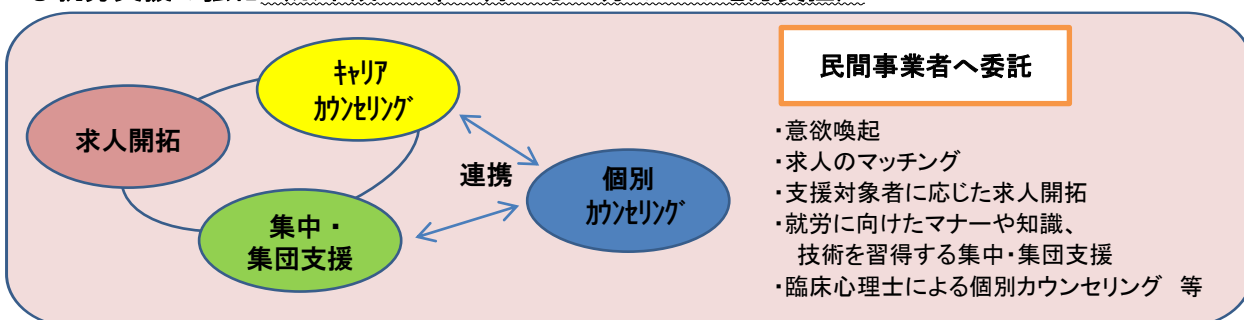 求人開拓
ｷｬﾘｱ
ｶｳﾝｾﾘﾝｸﾞ
集中・
集団支援
連携
個別
ｶｳﾝｾﾘﾝｸﾞ
民間事業者へ委託
・意欲喚起
・求人のマッチング
・支援対象者に応じた求人開拓
・就労に向けたマナーや知識、
技術を習得する集中・集団支援
・臨床心理士による個別カウンセリング　等